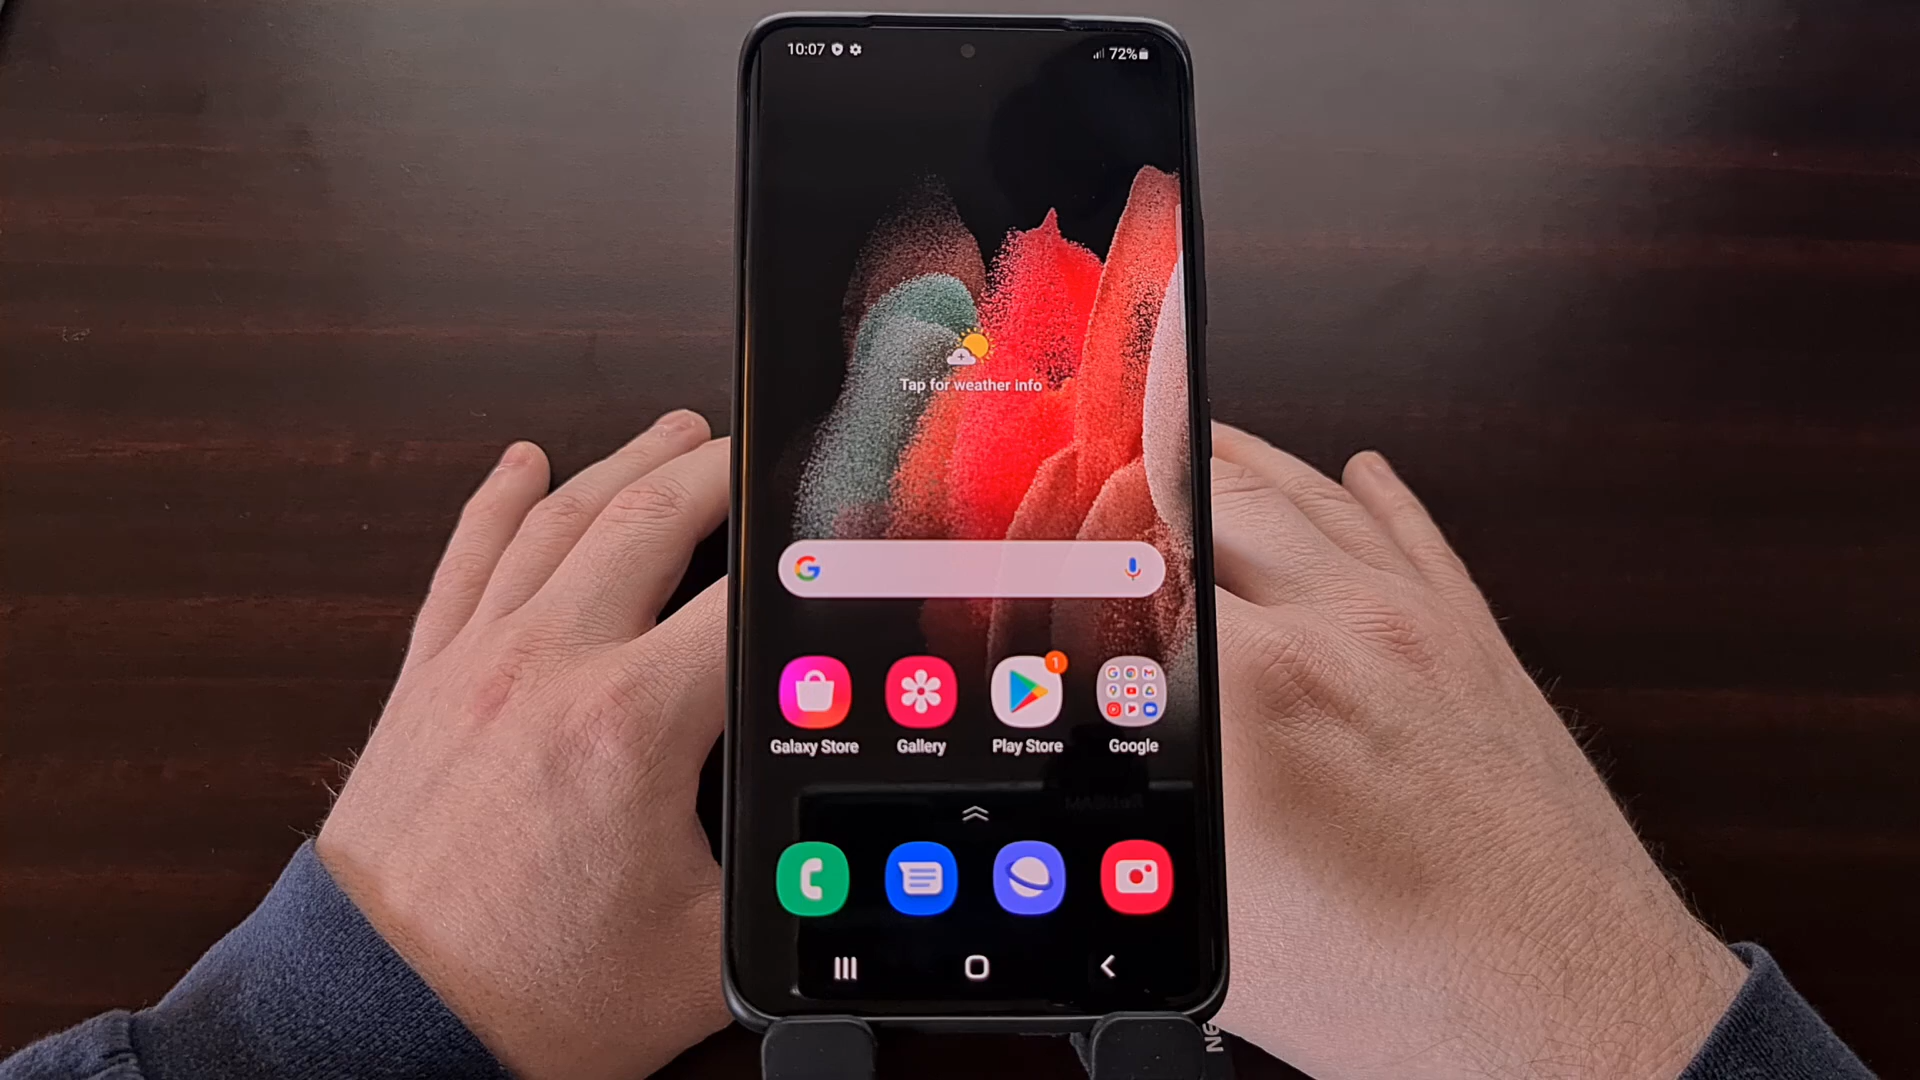 10:07
72%
Tap for weather info
1
Galaxy Store
Gallery
Play Store
Google